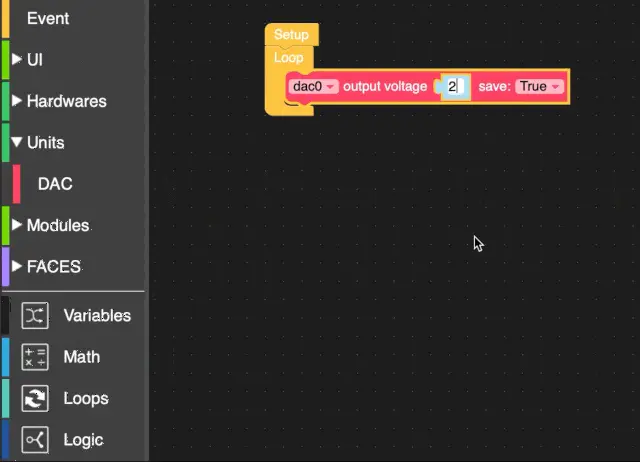 Event
UI
Hardwares
Units
DAC
Modules
FACES
Variables
Math
Loops
Logic
Setup
Loop
dac0 output voltage 2 save: True